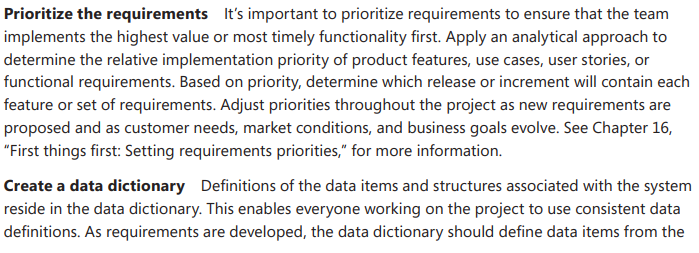 Prioritize the requirements It’s important to prioritize requirements to ensure that the team
implements the highest value or most timely functionality first. Apply an analytical approach to
determine the relative implementation priority of product features, use cases, user stories, or
functional requirements. Based on priority, determine which release or increment will contain each
feature or set of requirements. Adjust priorities throughout the project as new requirements are
proposed and as customer needs, market conditions, and business goals evolve. See Chapter 16,
“First things first: Setting requirements priorities,” for more information.
Create a data dictionary Definitions of the data items and structures associated with the system
reside in the data dictionary. This enables everyone working on the project to use consistent data
definitions. As requirements are developed, the data dictionary should define data items from the